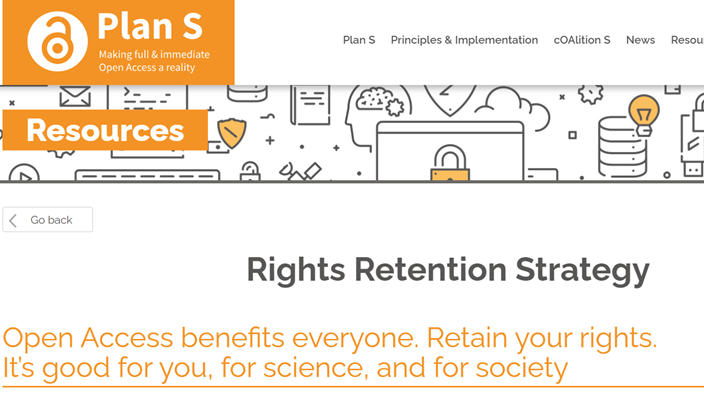 Plan S
Making full & immediate
Open Access a reality
Plan S Principles & Implementation cOAlition S News
Resources
Go back
Rights Retention Strategy
Open Access benefits everyone. Retain your rights.
It's good for you, for science, and for society